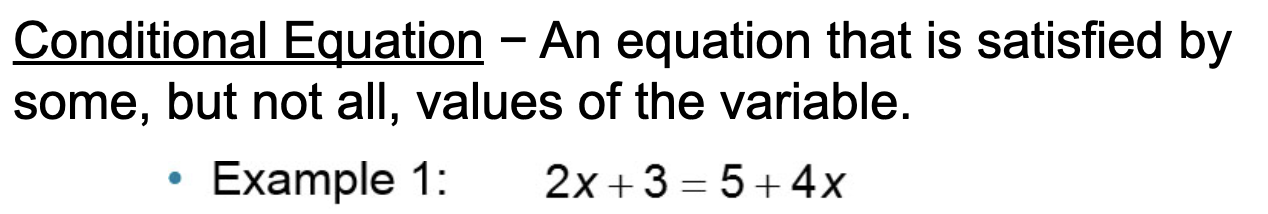 Conditional Equation – An equation that is satisfied by
some, but not all, values of the variable.
• Example 1: 2x + 3 = 5 + 4x